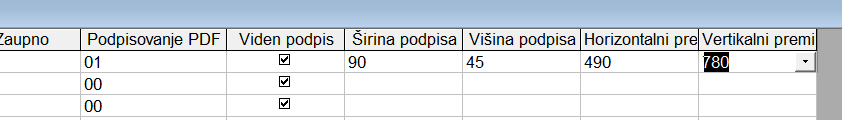 Zaupno Podpisovanje PDF Viden podpis Širina podpisa Višina podpisa Horizontalni pre Vertikalni premi
01 90 45 490 780
00
00